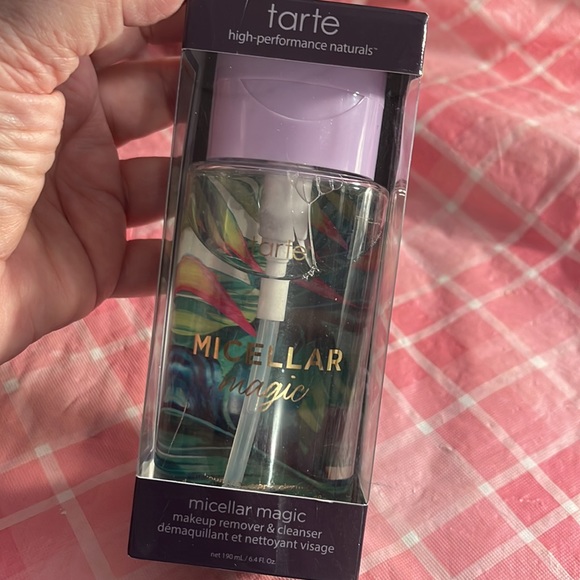 tarte
high-performance naturals™
tarte
MICELLAR
magic
micellar magic
makeup remover & cleanser
démaquillant et nettoyant visage
net 190 mL / 6.4 fl. Oz.